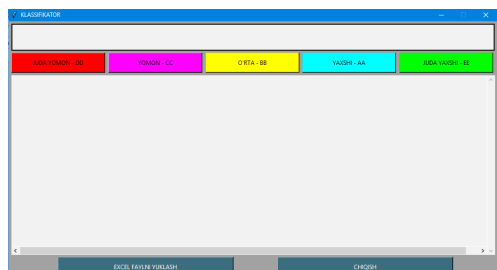 KLASSIFIKATOR
JUDA YOMON - DD YOMON - CC O'RTA - BB YAXSHI - AA JUDA YAXSHI - EE
EXCEL FAYLNI YUKLASH CHIQISH